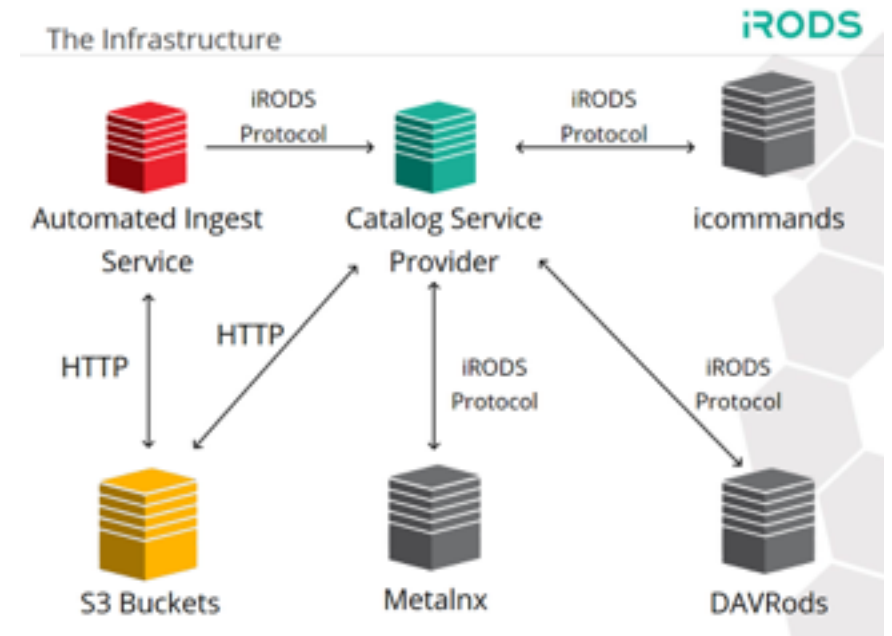 The Infrastructure
iRODS
iRODS
Protocol
iRODS
Protocol
Automated Ingest
Service
Catalog Service
Provider
icommands
HTTP
HTTP
iRODS
Protocol
iRODS
Protocol
S3 Buckets
Metalnx
DAVRods